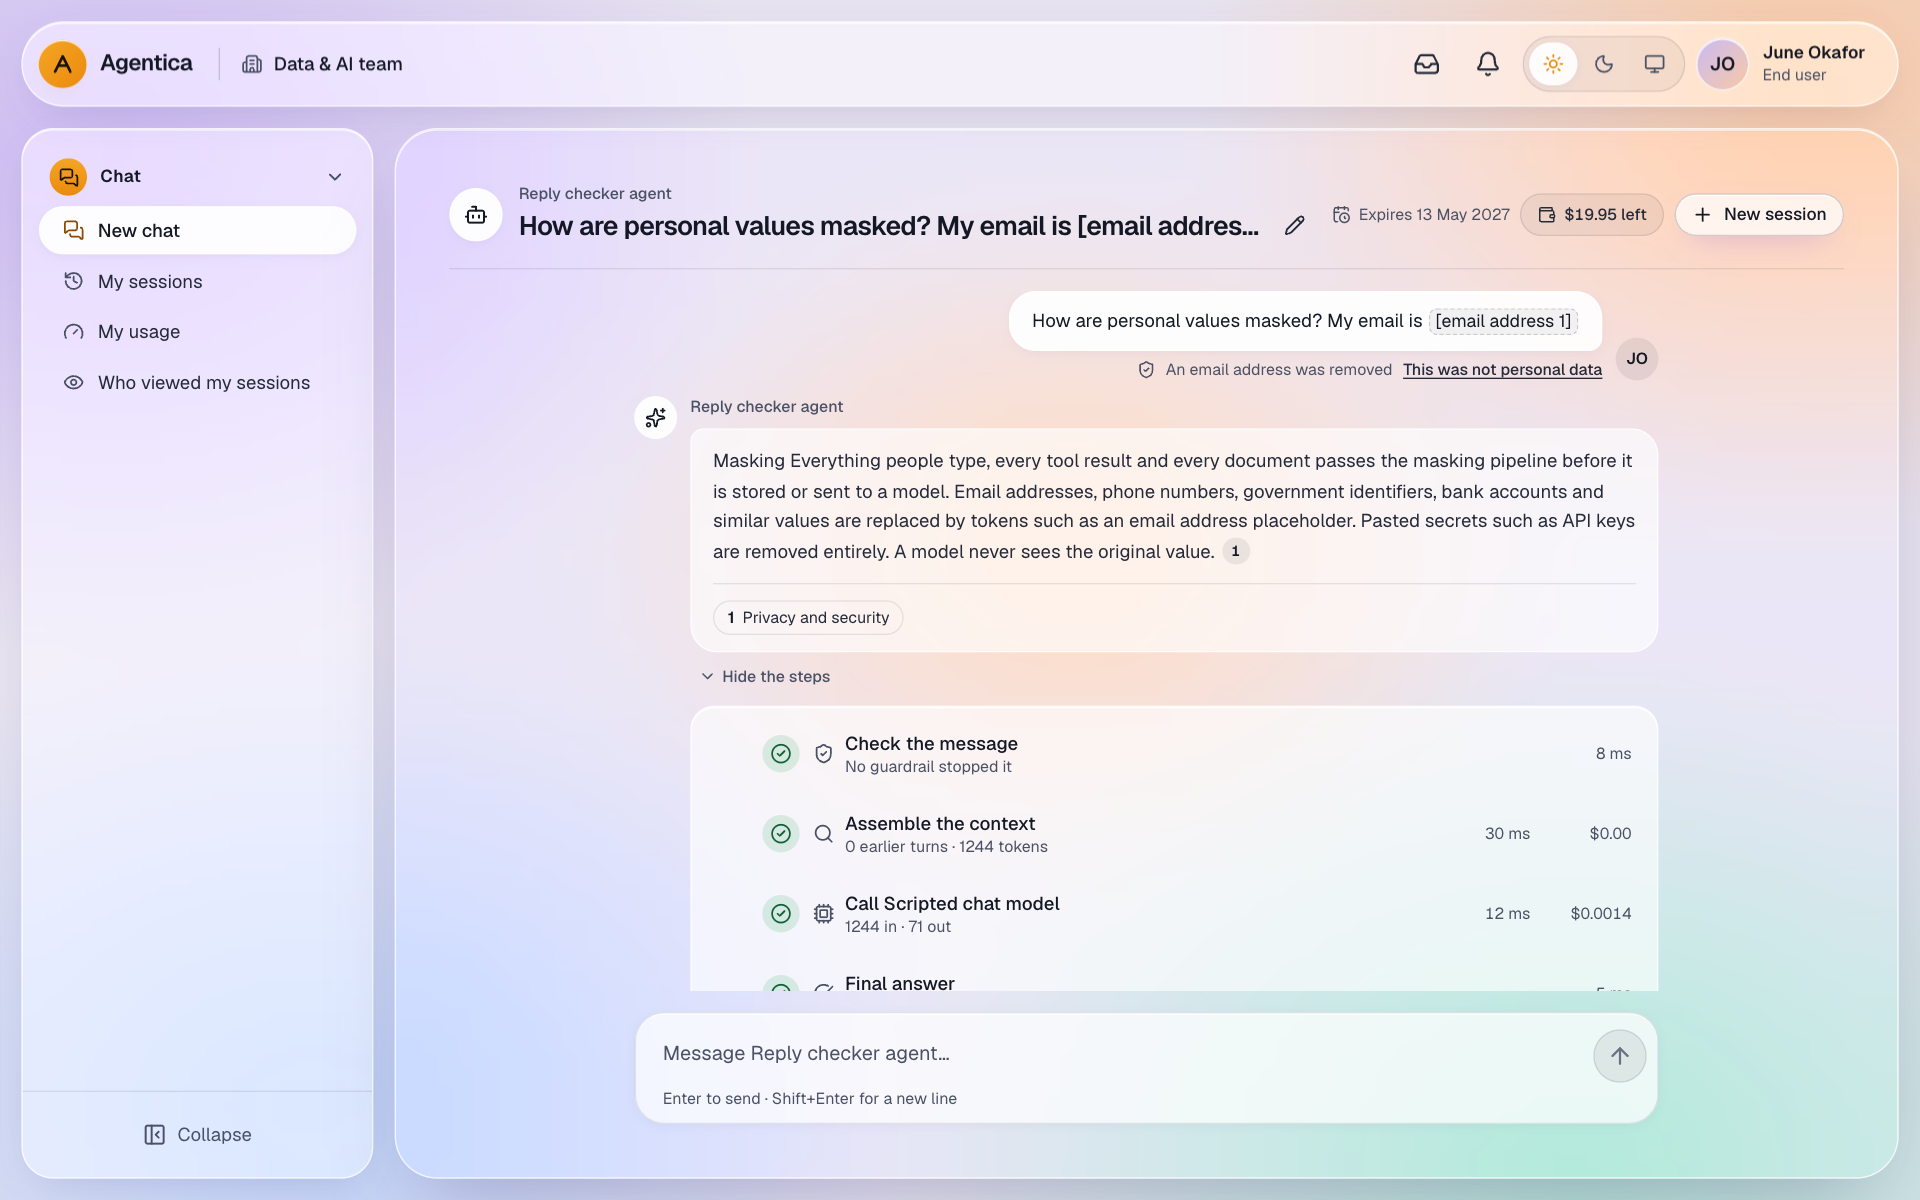 Agentica
Data & AI team
JO
June Okafor
End user
Chat
New chat
My sessions
My usage
Who viewed my sessions
Collapse
Reply checker agent
How are personal values masked? My email is [email addres...
Expires 13 May 2027
$19.95 left
New session
How are personal values masked? My email is [email address 1]
An email address was removed This was not personal data
JO
Reply checker agent
Masking Everything people type, every tool result and every document passes the masking pipeline before it
is stored or sent to a model. Email addresses, phone numbers, government identifiers, bank accounts and
similar values are replaced by tokens such as an email address placeholder. Pasted secrets such as API keys
are removed entirely. A model never sees the original value. 1
1 Privacy and security
Hide the steps
Check the message
No guardrail stopped it
8 ms
Assemble the context
0 earlier turns · 1244 tokens
30 ms $0.00
Call Scripted chat model
1244 in · 71 out
12 ms $0.0014
Final answer
Message Reply checker agent...
Enter to send · Shift+Enter for a new line